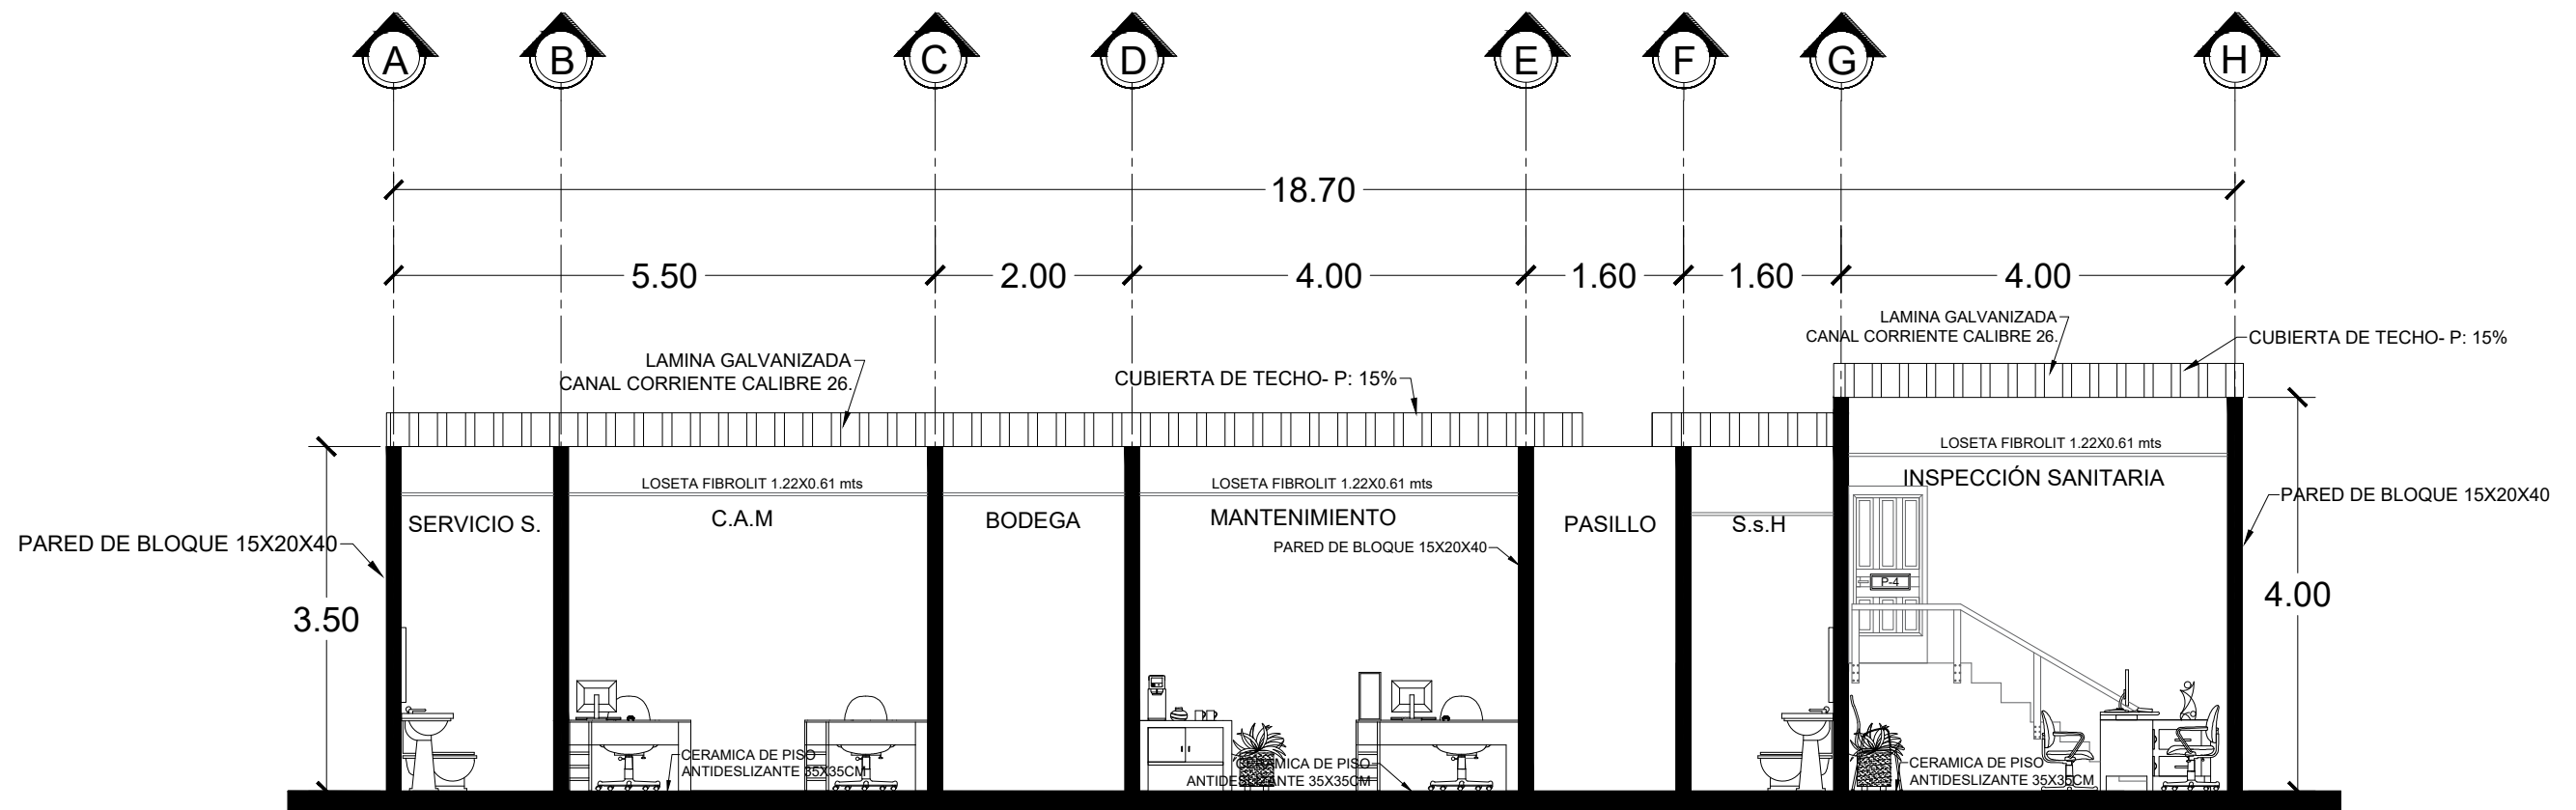 A B C D E F G H
18.70
5.50 2.00 4.00 1.60 1.60 4.00
LAMINA GALVANIZADA
CANAL CORRIENTE CALIBRE 26.
CUBIERTA DE TECHO- P: 15%
LAMINA GALVANIZADA
CANAL CORRIENTE CALIBRE 26.
CUBIERTA DE TECHO- P: 15%
LOSETA FIBROLIT 1.22X0.61 mts
LOSETA FIBROLIT 1.22X0.61 mts
LOSETA FIBROLIT 1.22X0.61 mts
SERVICIO S.
C.A.M
BODEGA
MANTENIMIENTO
PASILLO
S.s.H
INSPECCIÓN SANITARIA
PARED DE BLOQUE 15X20X40
PARED DE BLOQUE 15X20X40
PARED DE BLOQUE 15X20X40
P-4
3.50
4.00
CERAMICA DE PISO
ANTIDESLIZANTE 35X35CM
CERAMICA DE PISO
ANTIDESLIZANTE 35X35CM
CERAMICA DE PISO
ANTIDESLIZANTE 35X35CM